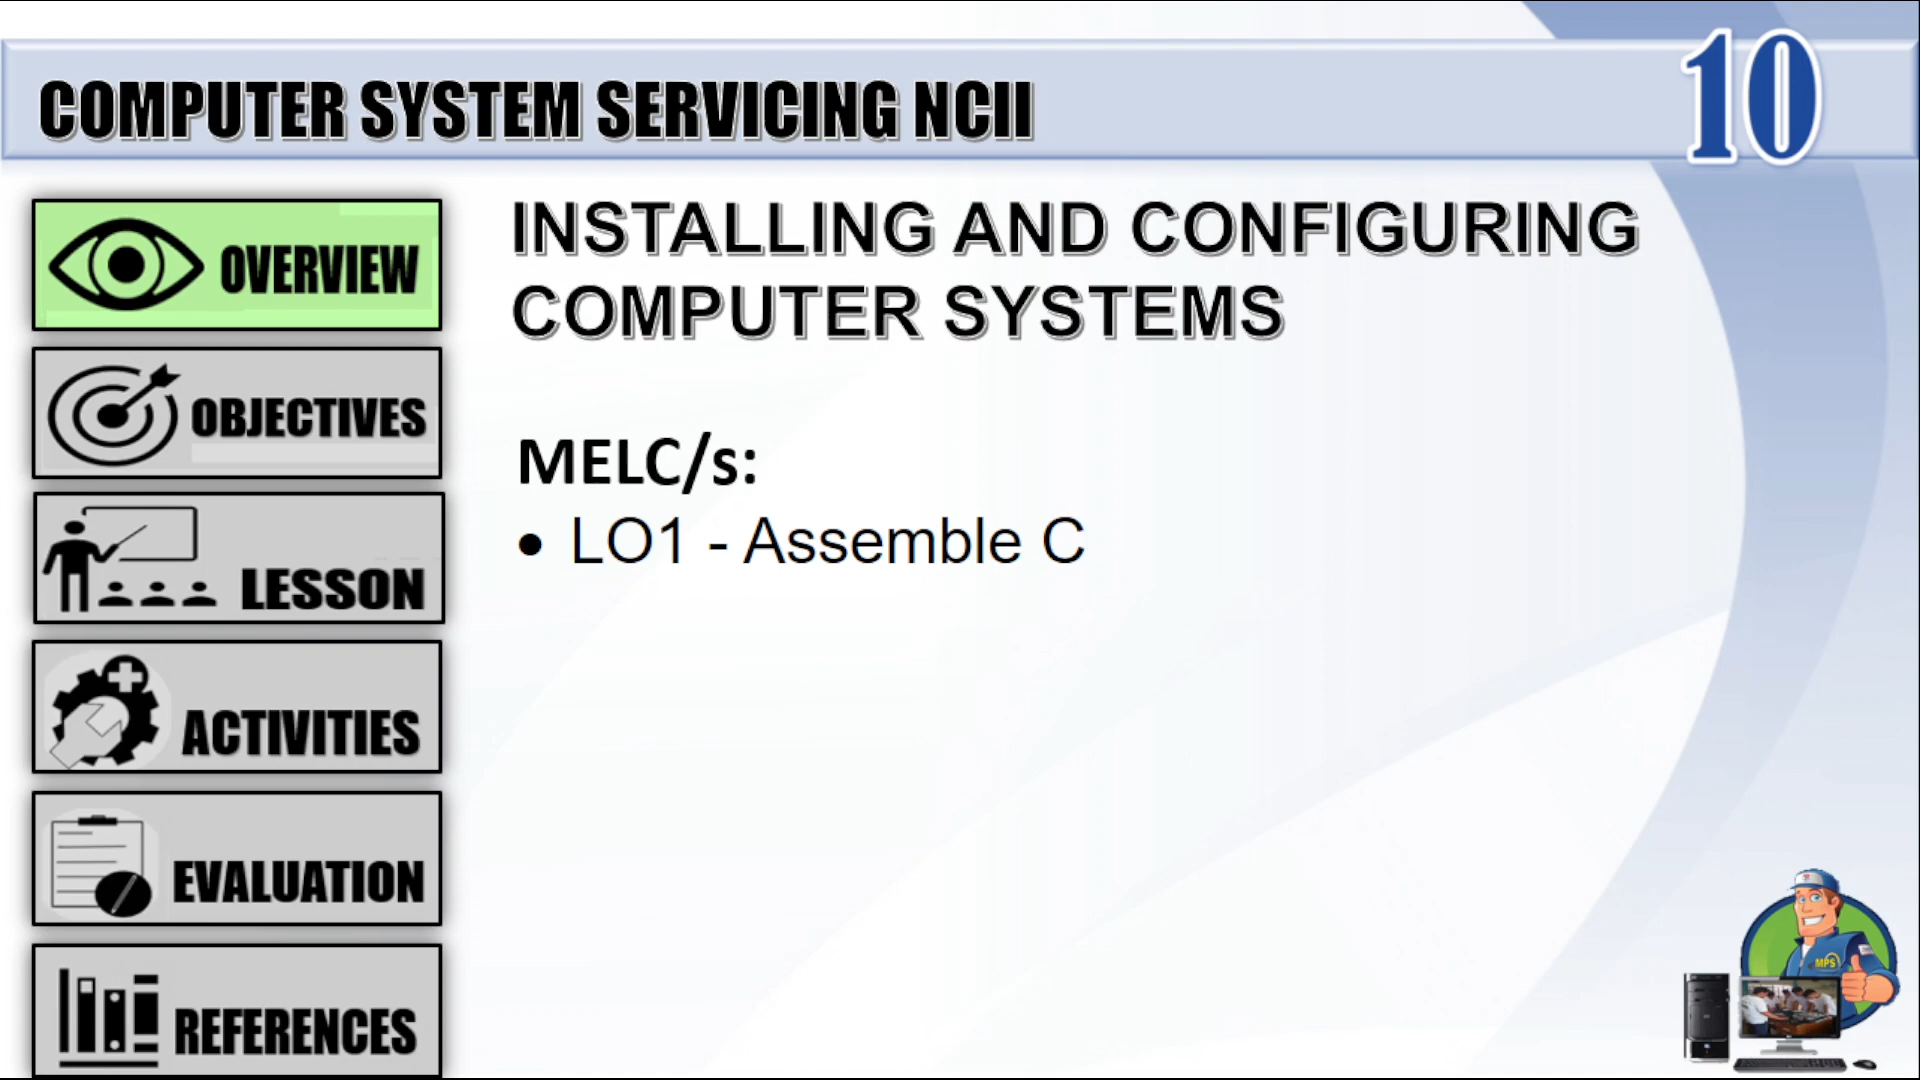 COMPUTER SYSTEM SERVICING NCII
10
OVERVIEW
OBJECTIVES
LESSON
ACTIVITIES
EVALUATION
REFERENCES
INSTALLING AND CONFIGURING
COMPUTER SYSTEMS
MELC/s:
• LO1 - Assemble C
MPS